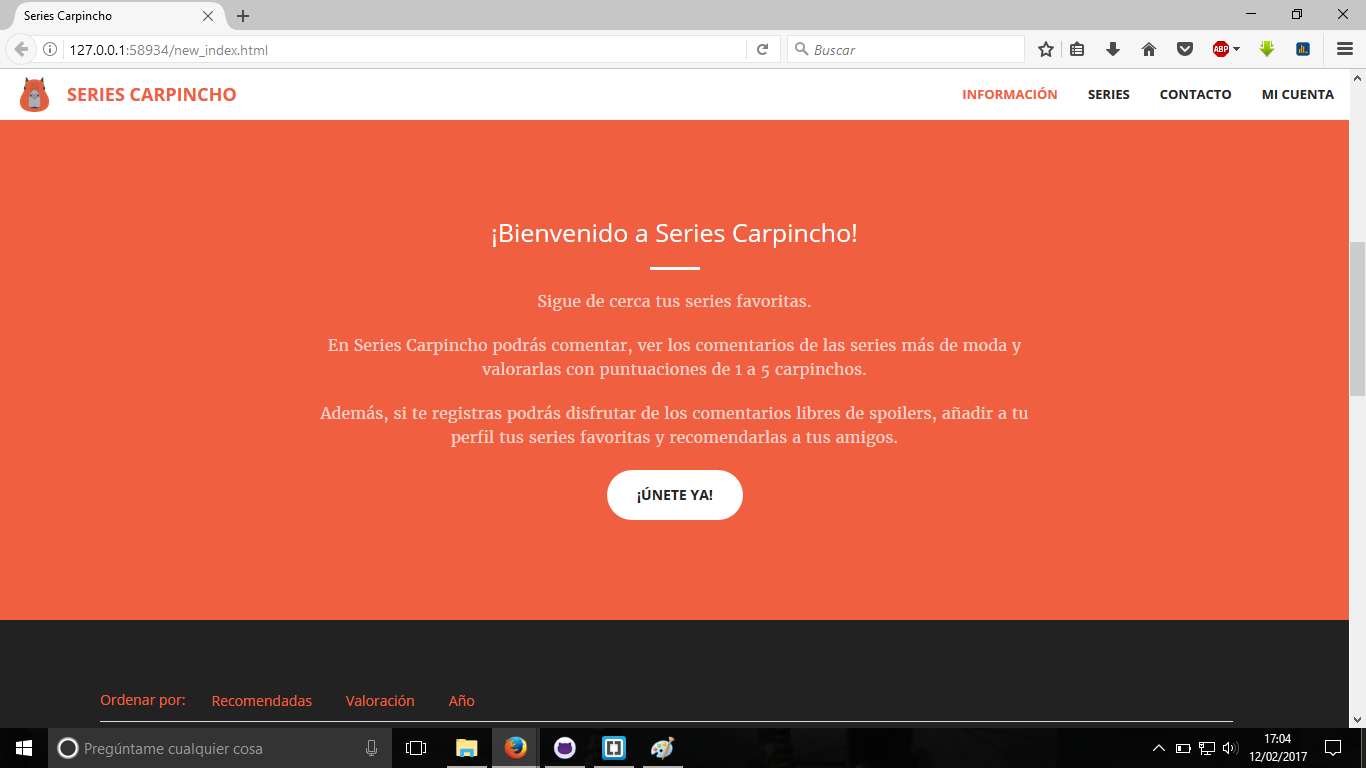 Series Carpincho
127.0.0.1:58934/new_index.html
Buscar
ABP
SERIES CARPINCHO
INFORMACIÓN
SERIES
CONTACTO
MI CUENTA
¡Bienvenido a Series Carpincho!
Sigue de cerca tus series favoritas.
En Series Carpincho podrás comentar, ver los comentarios de las series más de moda y
valorarlas con puntuaciones de 1 a 5 carpinchos.
Además, si te registras podrás disfrutar de los comentarios libres de spoilers, añadir a tu
perfil tus series favoritas y recomendarlas a tus amigos.
¡ÚNETE YA!
Ordenar por:
Recomendadas
Valoración
Año
Pregúntame cualquier cosa
17:04
12/02/2017